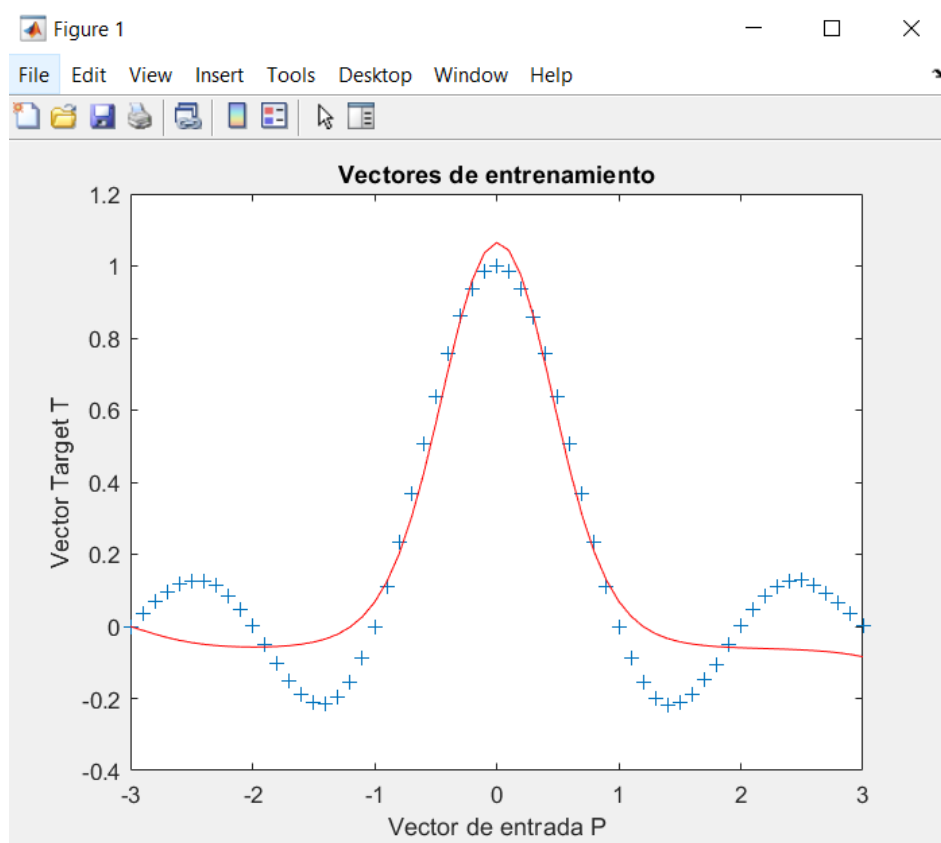 Figure 1
File Edit View Insert Tools Desktop Window Help
Vectores de entrenamiento
Vector Target T
1.2
1
0.8
0.6
0.4
0.2
0
-0.2
-0.4
-3 -2 -1 0 1 2 3
Vector de entrada P